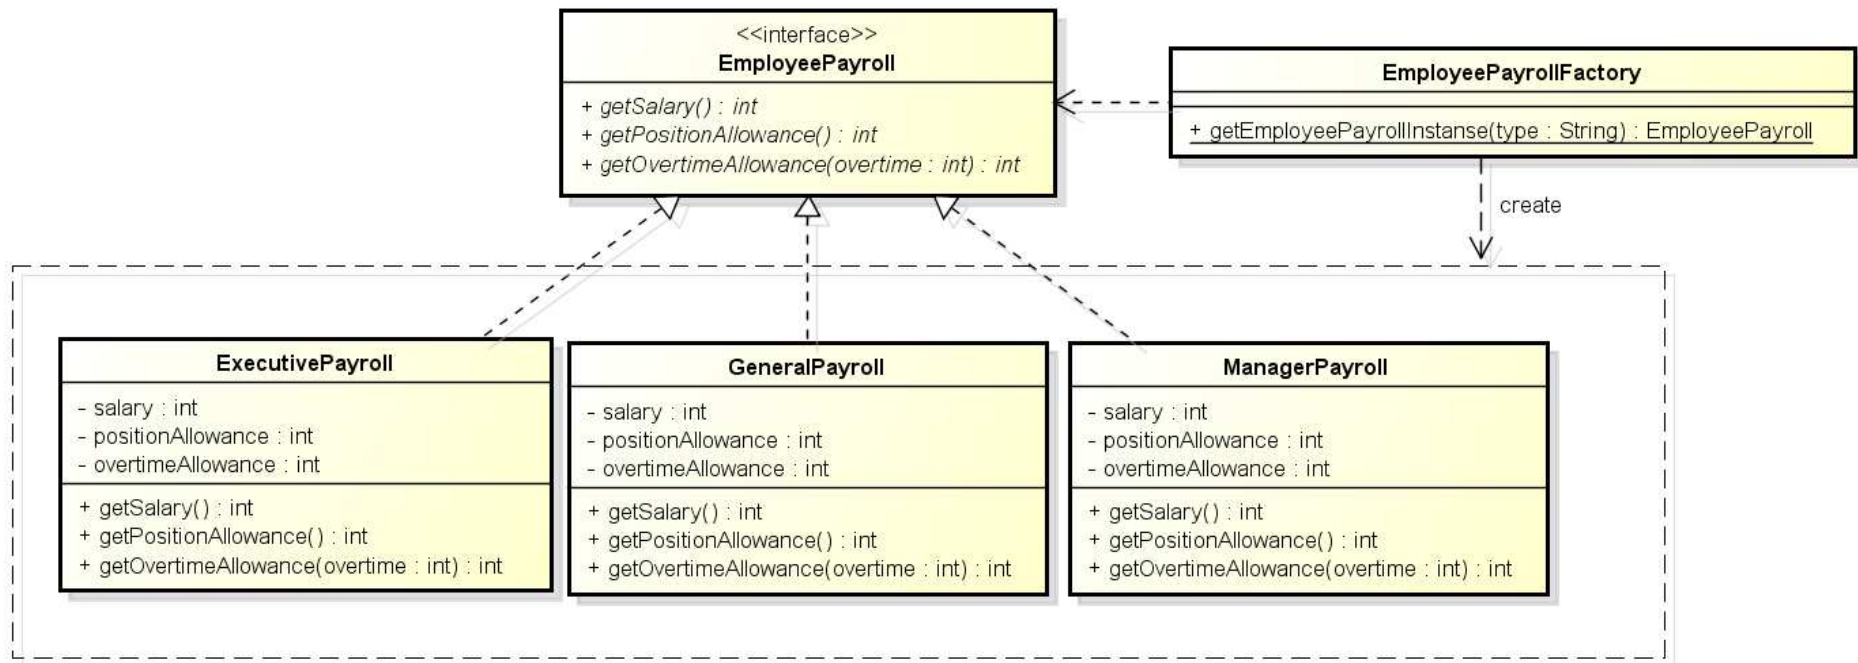 <<interface>>
EmployeePayroll
+ getSalary() : int
+ getPositionAllowance() : int
+ getOvertimeAllowance(overtime : int) : int
EmployeePayrollFactory
+ getEmployeePayrollInstanse(type : String) : EmployeePayroll
create
ExecutivePayroll
- salary : int
- positionAllowance : int
- overtimeAllowance : int
+ getSalary() : int
+ getPositionAllowance() : int
+ getOvertimeAllowance(overtime : int) : int
GeneralPayroll
- salary : int
- positionAllowance : int
- overtimeAllowance : int
+ getSalary() : int
+ getPositionAllowance() : int
+ getOvertimeAllowance(overtime : int) : int
ManagerPayroll
- salary : int
- positionAllowance : int
- overtimeAllowance : int
+ getSalary() : int
+ getPositionAllowance() : int
+ getOvertimeAllowance(overtime : int) : int